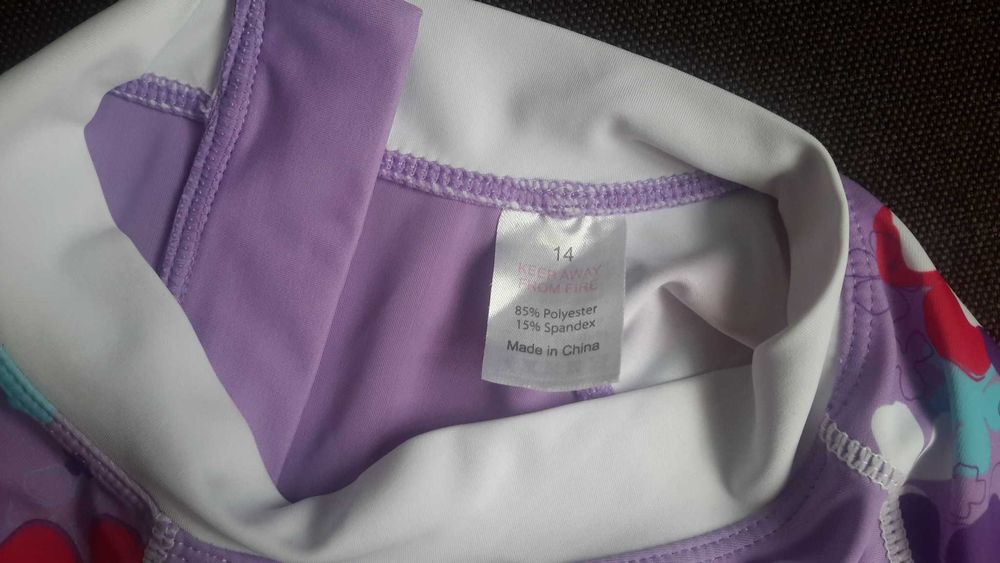 14
KEEP AWAY
FROM FIRE
85% Polyester
15% Spandex
Made in China